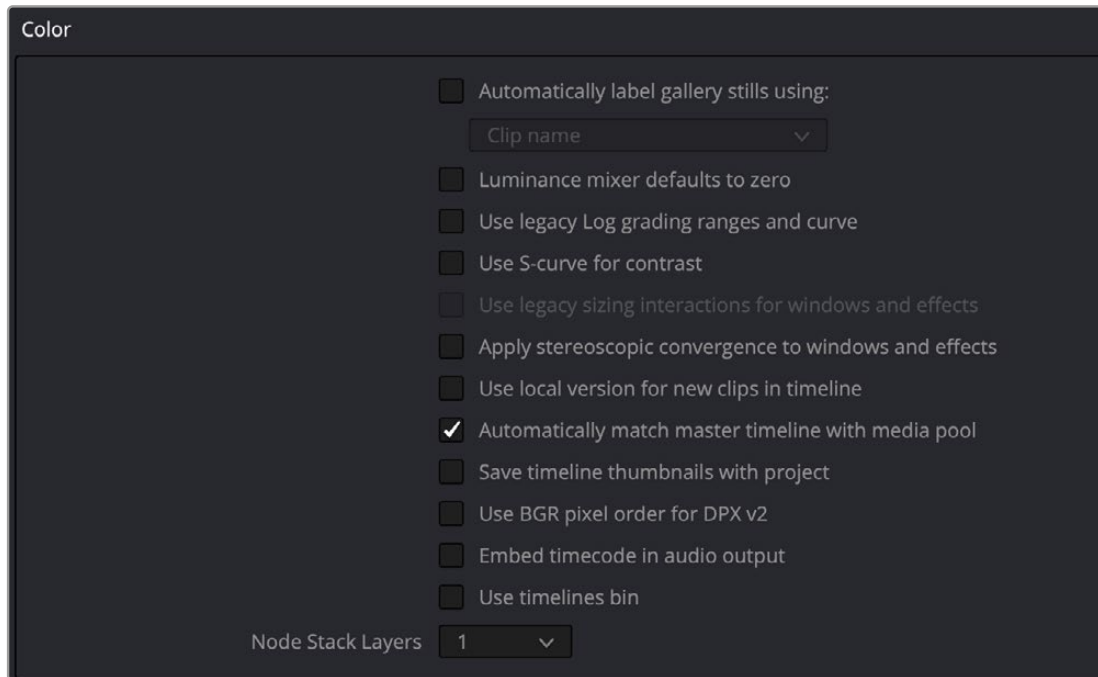 Color
Automatically label gallery stills using:
Clip name
Luminance mixer defaults to zero
Use legacy Log grading ranges and curve
Use S-curve for contrast
Use legacy sizing interactions for windows and effects
Apply stereoscopic convergence to windows and effects
Use local version for new clips in timeline
Automatically match master timeline with media pool
Save timeline thumbnails with project
Use BGR pixel order for DPX v2
Embed timecode in audio output
Use timelines bin
Node Stack Layers 1